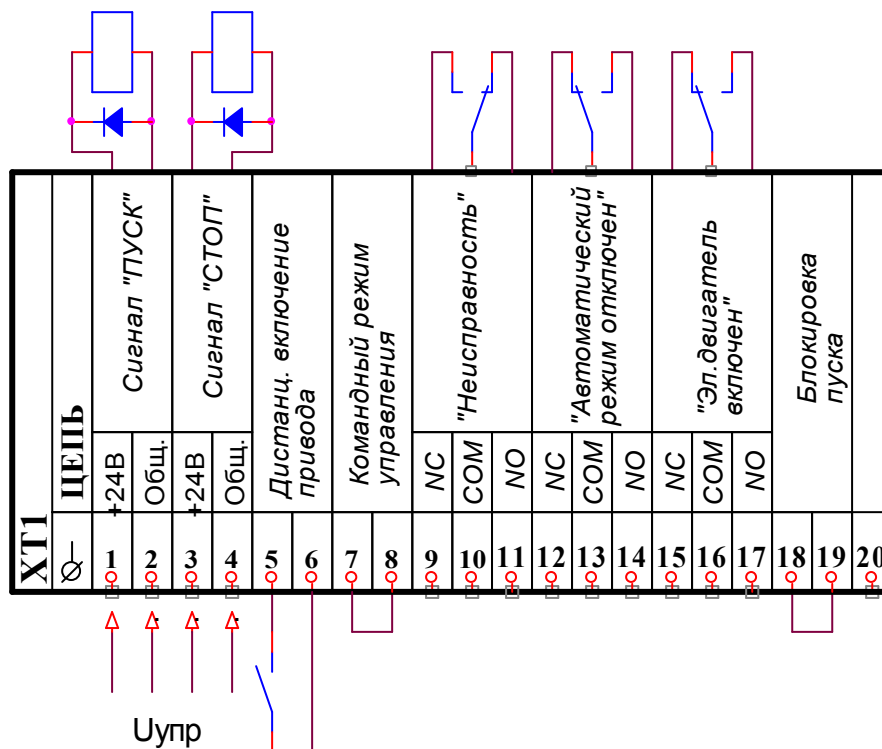 XT1
ЦЕПЬ
Сигнал "ПУСК"
Сигнал "СТОП"
Дистанц. включение
привода
Командный режим
управления
"Неисправность"
"Автоматический
режим отключен"
"Эл.двигатель
включен"
Блокировка
пуска
+24В
Общ.
+24В
Общ.
NC
COM
NO
NC
COM
NO
NC
COM
NO
1 2 3 4 5 6 7 8 9 10 11 12 13 14 15 16 17 18 19 20
Uупр